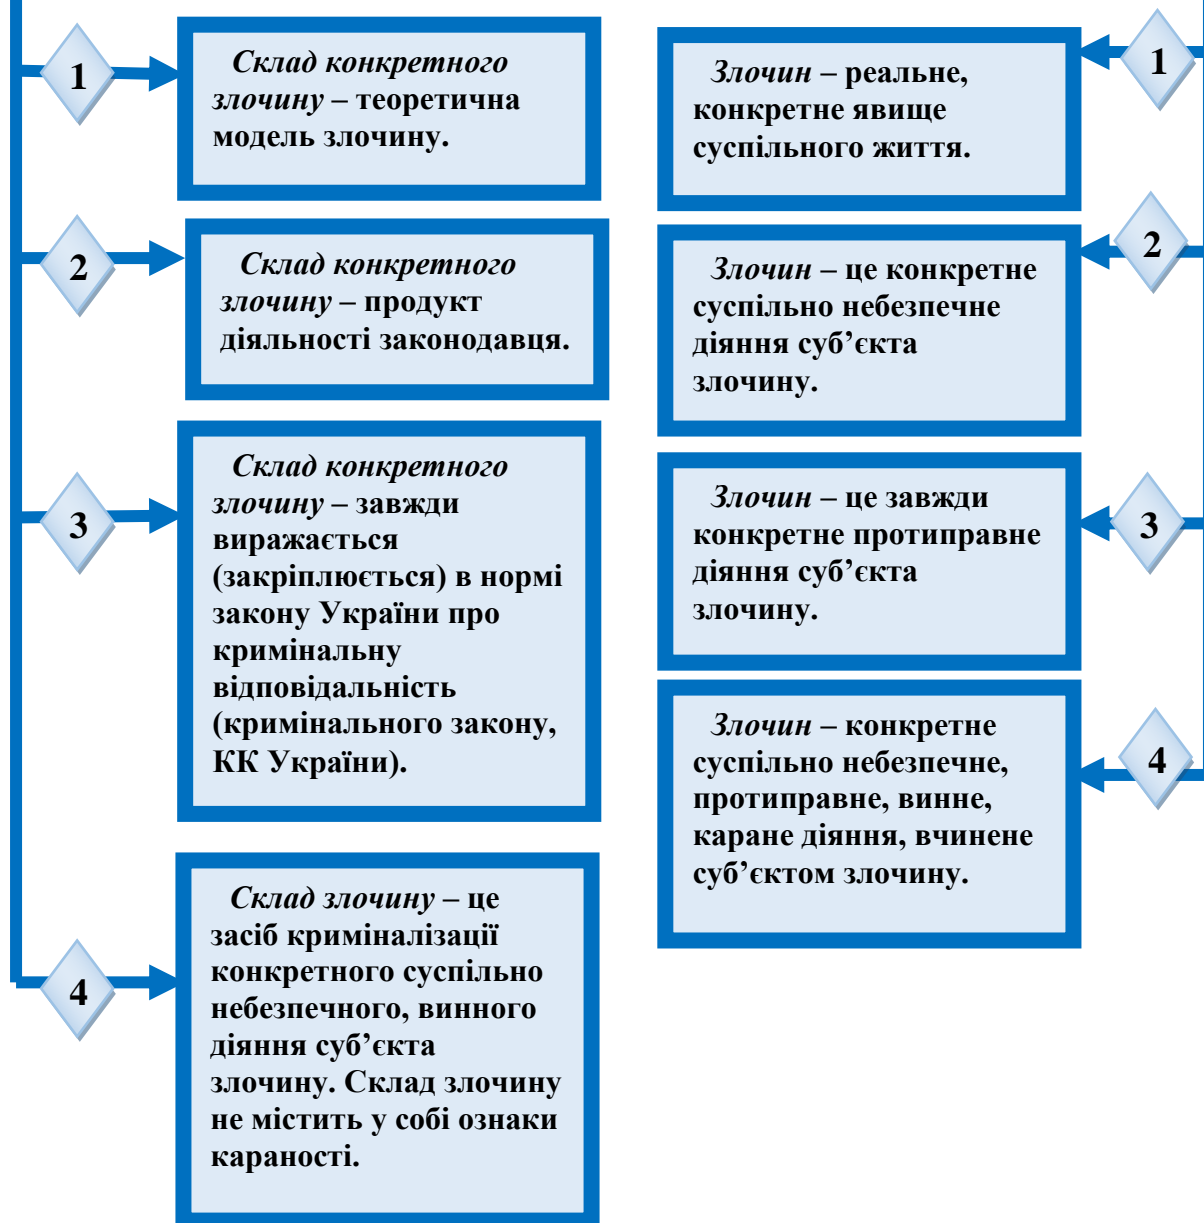 1
Склад конкретного
злочину – теоретична
модель злочину.
2
Склад конкретного
злочину – продукт
діяльності законодавця.
3
Склад конкретного
злочину – завжди
виражається
(закріплюється) в нормі
закону України про
кримінальну
відповідальність
(кримінального закону,
КК України).
4
Склад злочину – це
засіб криміналізації
конкретного суспільно
небезпечного, винного
діяння суб’єкта
злочину. Склад злочину
не містить у собі ознаки
караності.
1
Злочин – реальне,
конкретне явище
суспільного життя.
2
Злочин – це конкретне
суспільно небезпечне
діяння суб’єкта
злочину.
3
Злочин – це завжди
конкретне протиправне
діяння суб’єкта
злочину.
4
Злочин – конкретне
суспільно небезпечне,
протиправне, винне,
каране діяння, вчинене
суб’єктом злочину.